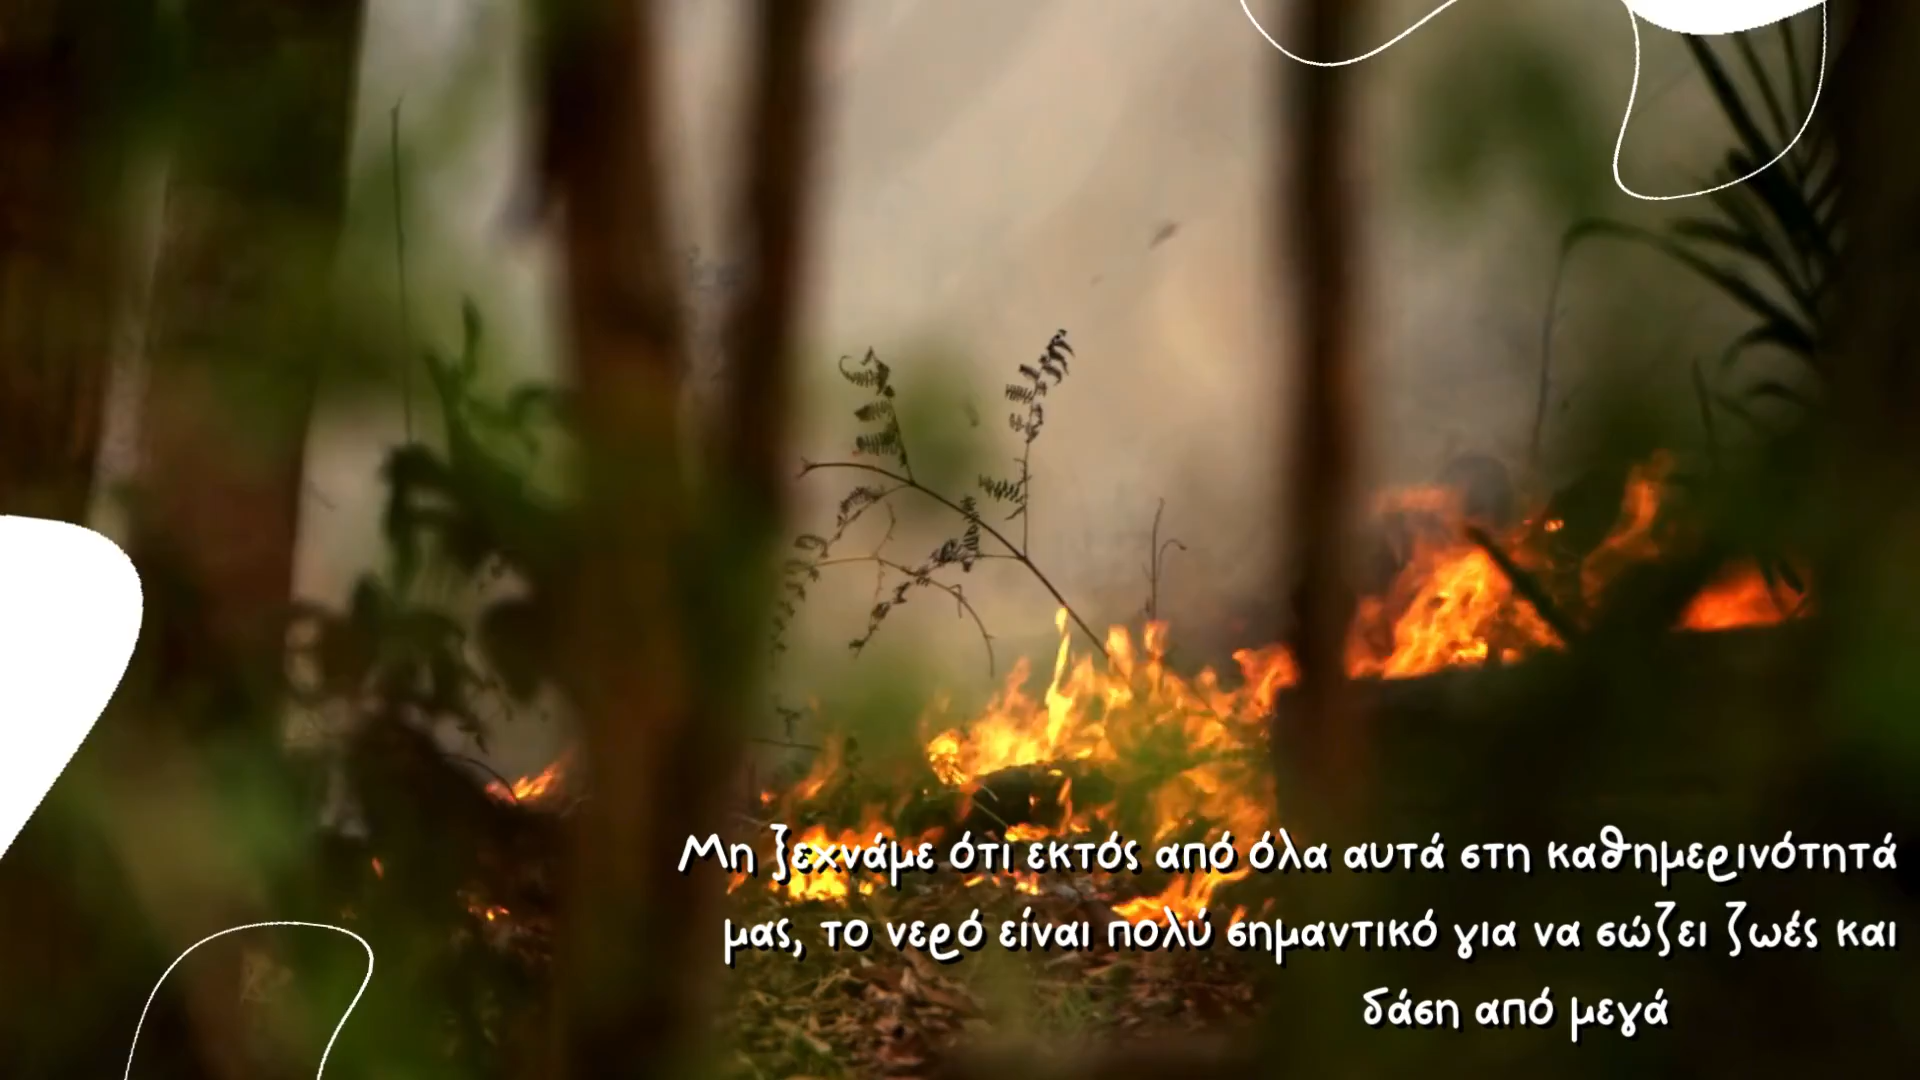 Μη ξεχνάμε ότι εκτός από όλα αυτά στη καθημερινότητά
μας, το νερό είναι πολύ σημαντικό για να σώζει ζωές και
δάση από μεγά